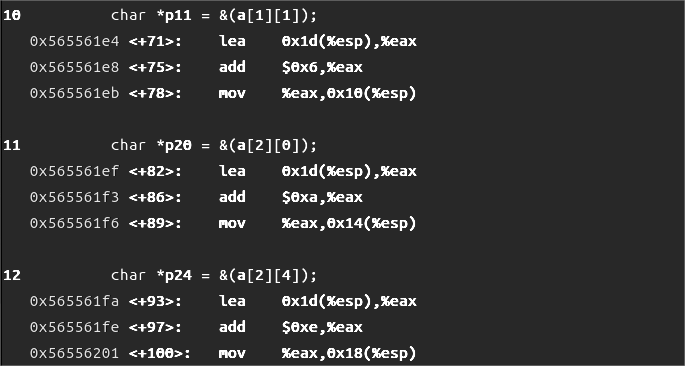 10 char *p11 = &(a[1][1]);
0x565561e4 <+71>: lea 0x1d(%esp),%eax
0x565561e8 <+75>: add $0x6,%eax
0x565561eb <+78>: mov %eax,0x10(%esp)
11 char *p20 = &(a[2][0]);
0x565561ef <+82>: lea 0x1d(%esp),%eax
0x565561f3 <+86>: add $0xa,%eax
0x565561f6 <+89>: mov %eax,0x14(%esp)
12 char *p24 = &(a[2][4]);
0x565561fa <+93>: lea 0x1d(%esp),%eax
0x565561fe <+97>: add $0xe,%eax
0x56556201 <+100>: mov %eax,0x18(%esp)